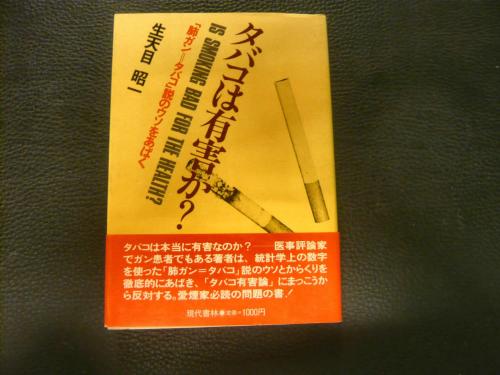 タバコは有害か?
IS SMOKING BAD FOR THE HEALTH?
「肺ガン=タバコ」説のウソをあばく
生天目 昭一
タバコは本当に有害なのか?──医事評論家
でガン患者でもある著者は、統計学上の数字
を使った「肺ガン=タバコ」説のウソとからくりを
徹底的にあばき、「タバコ有害論」にまっこうか
ら反対する。愛煙家必読の問題の書!
現代書林●定価=1000円